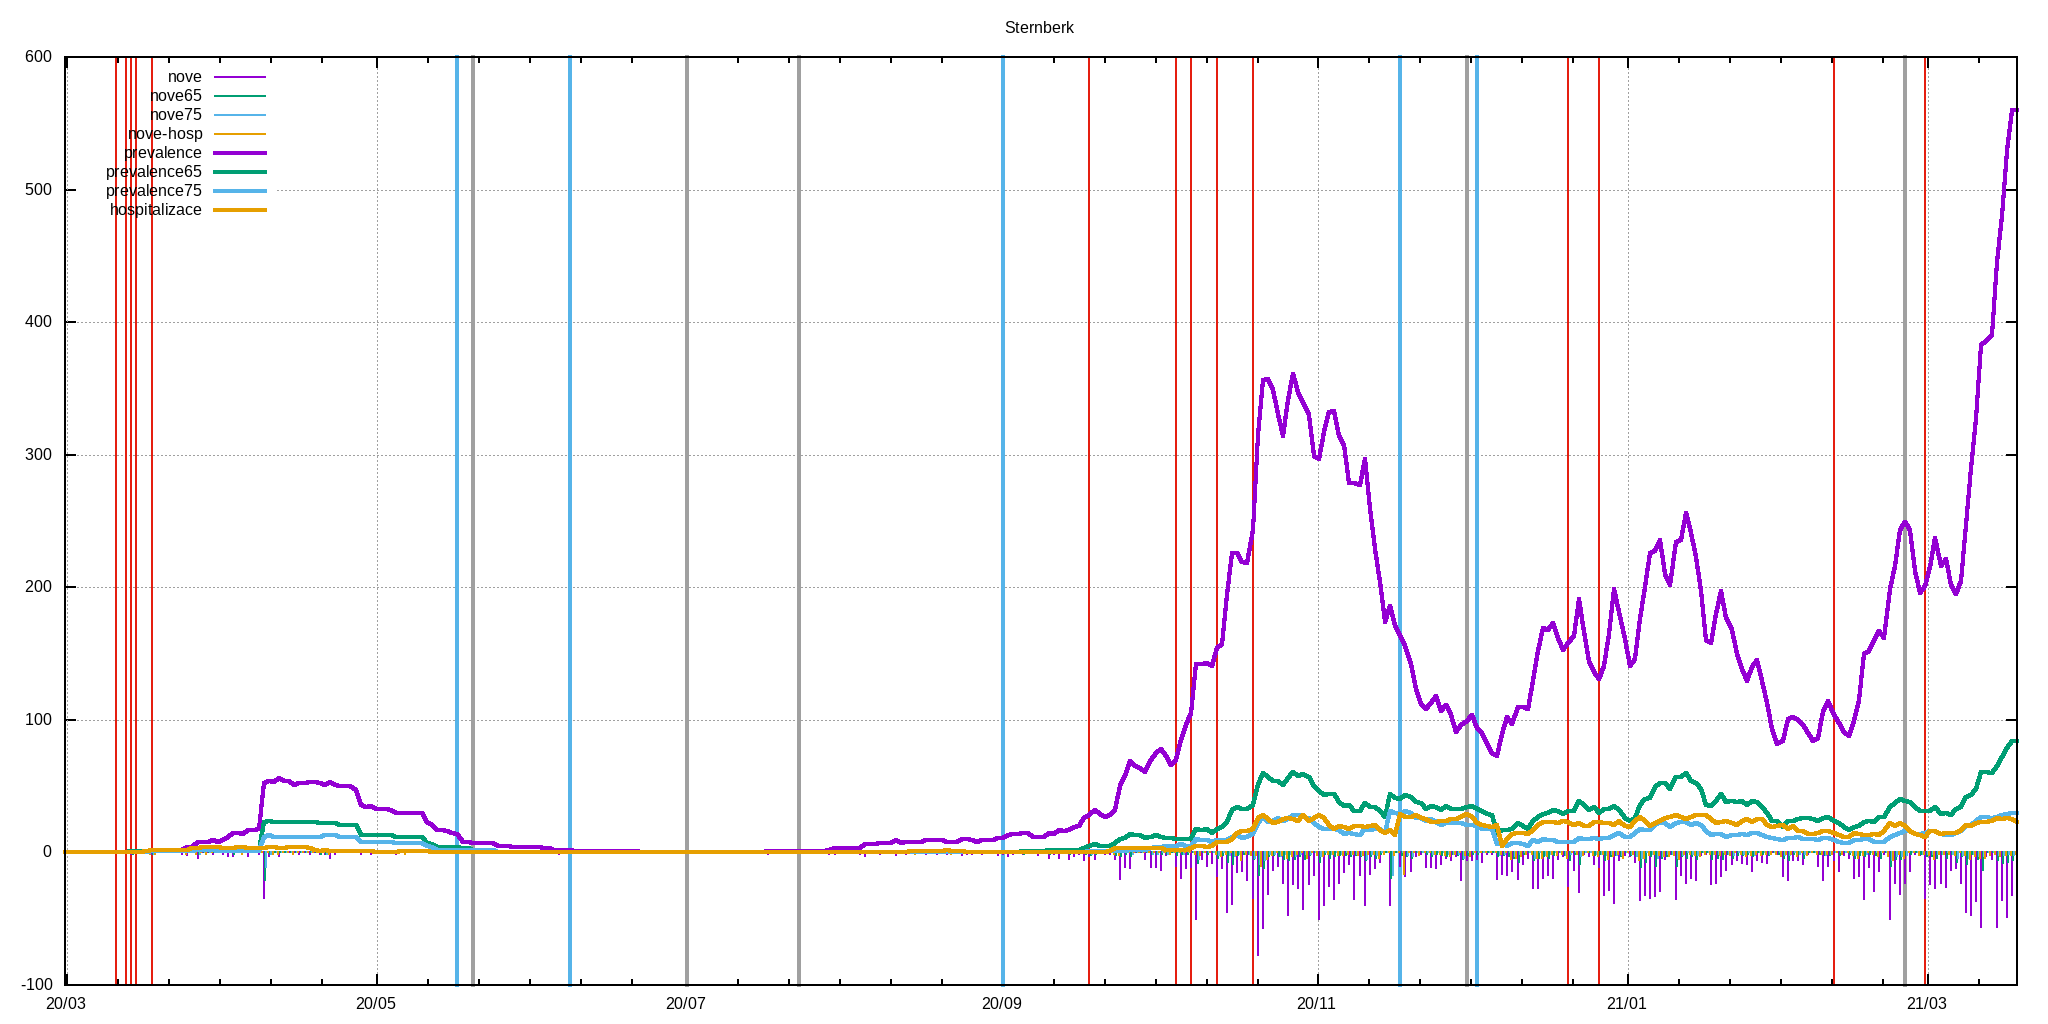 Sternberk
600
500
400
300
200
100
0
-100
nove
nove65
nove75
nove-hosp
prevalence
prevalence65
prevalence75
hospitalizace
20/03
20/05
20/07
20/09
20/11
21/01
21/03